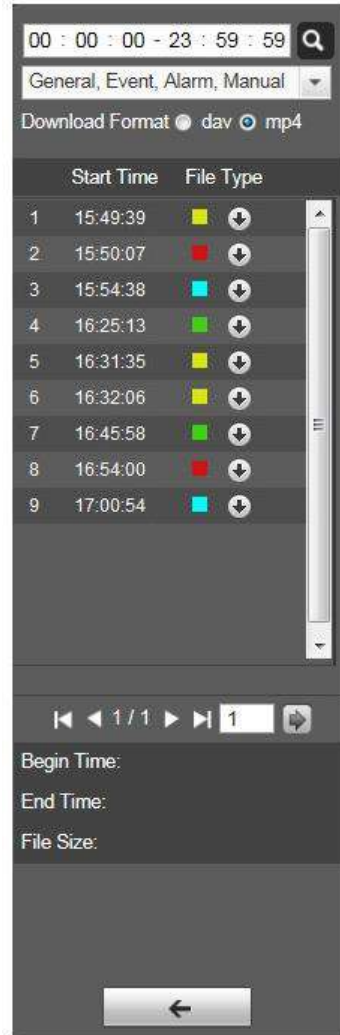 00 : 00 : 00 - 23 : 59 : 59
General, Event, Alarm, Manual
Download Format dav mp4
Start Time File Type
1 15:49:39
2 15:50:07
3 15:54:38
4 16:25:13
5 16:31:35
6 16:32:06
7 16:45:58
8 16:54:00
9 17:00:54
1 / 1 1
Begin Time:
End Time:
File Size: